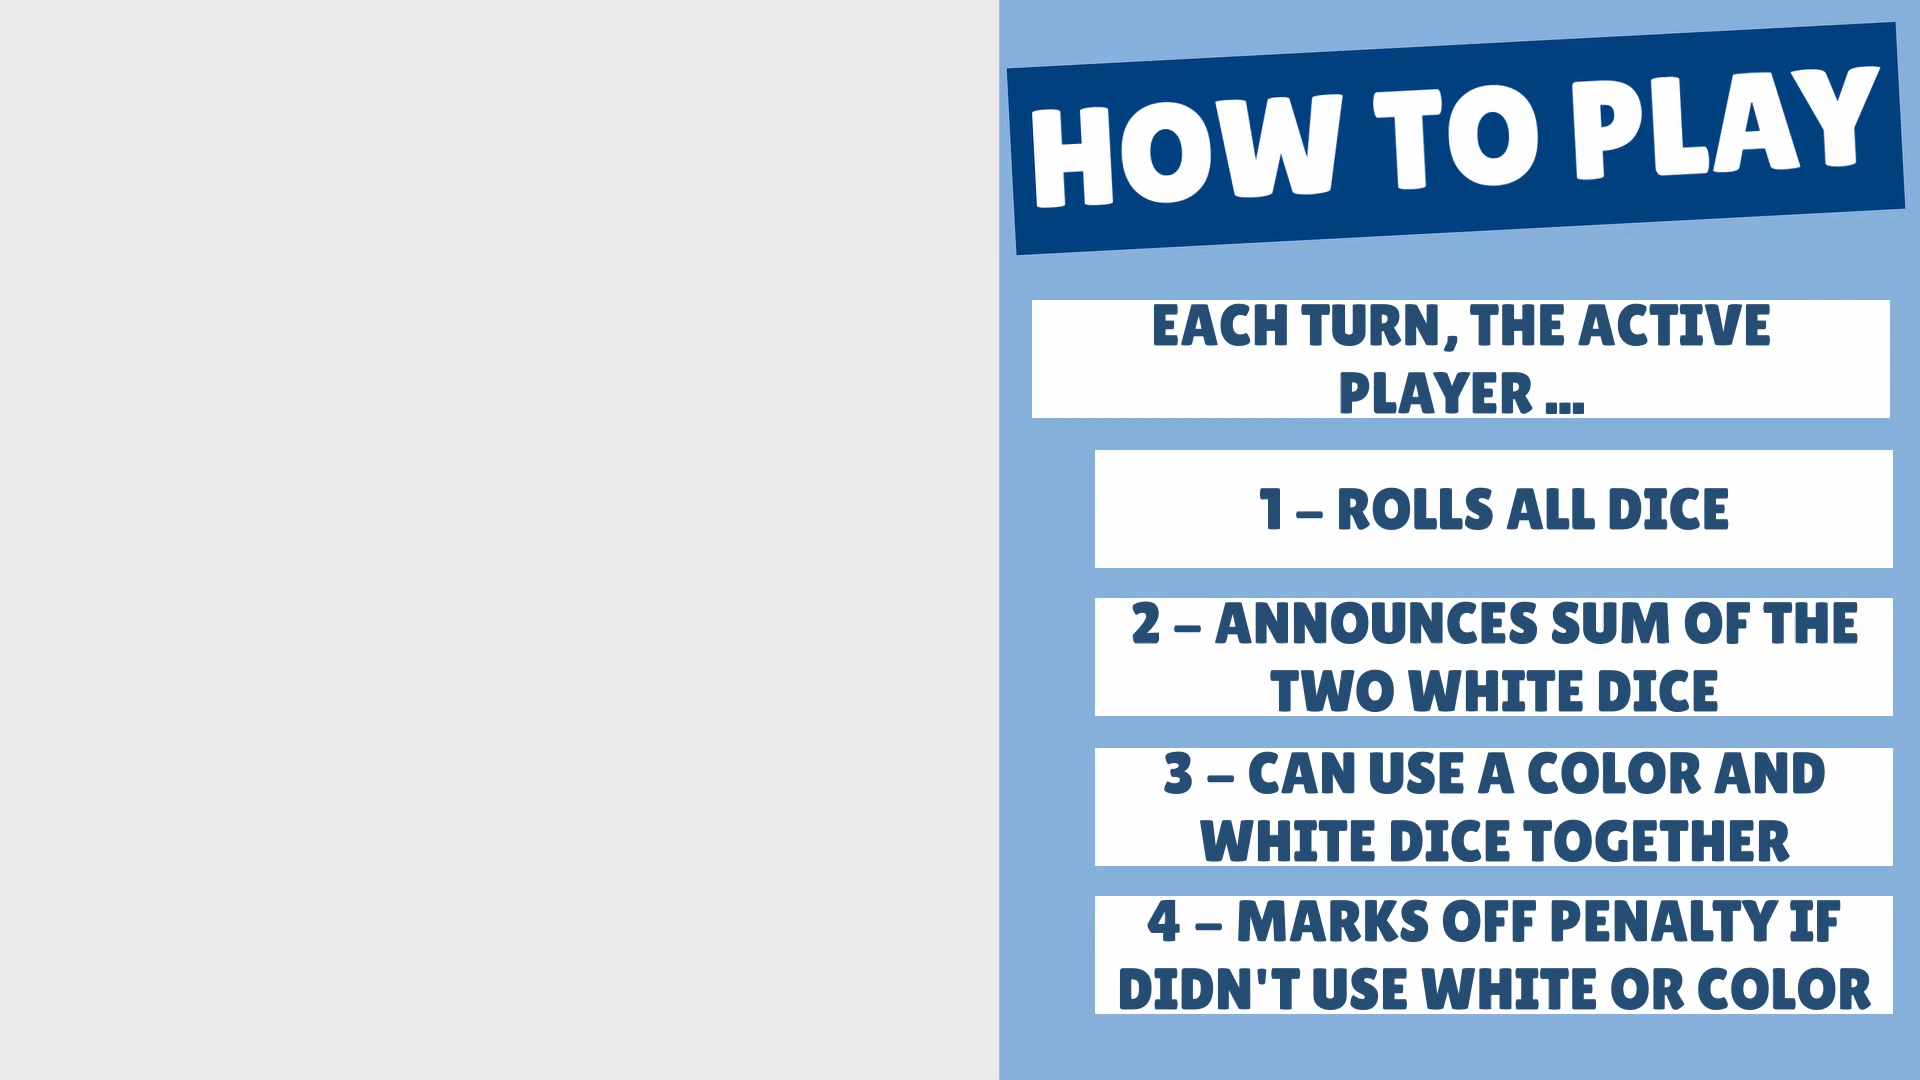 HOW TO PLAY
EACH TURN, THE ACTIVE
PLAYER ...
1 – ROLLS ALL DICE
2 – ANNOUNCES SUM OF THE
TWO WHITE DICE
3 – CAN USE A COLOR AND
WHITE DICE TOGETHER
4 – MARKS OFF PENALTY IF
DIDN'T USE WHITE OR COLOR